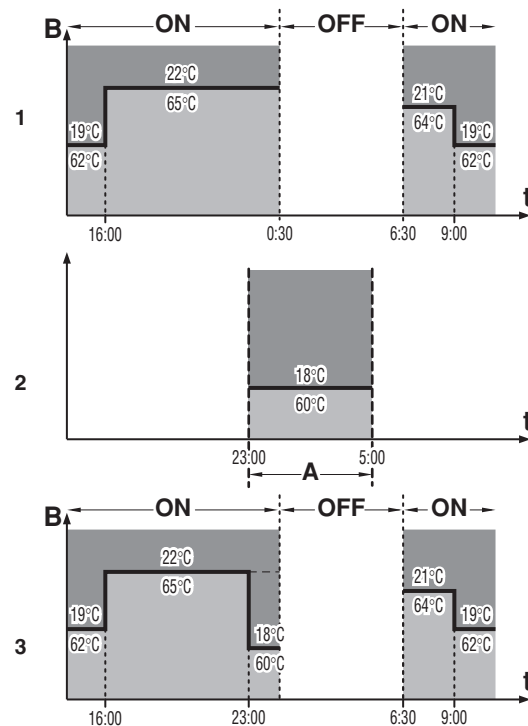 B ON OFF ON
22°C 21°C
65°C 64°C
19°C 19°C
62°C 62°C
1
t
16:00 0:30 6:30 9:00
18°C
60°C
2
t
23:00 5:00
A
B ON OFF ON
22°C 21°C
65°C 64°C
19°C 18°C 19°C
62°C 60°C 62°C
3
t
16:00 23:00 6:30 9:00